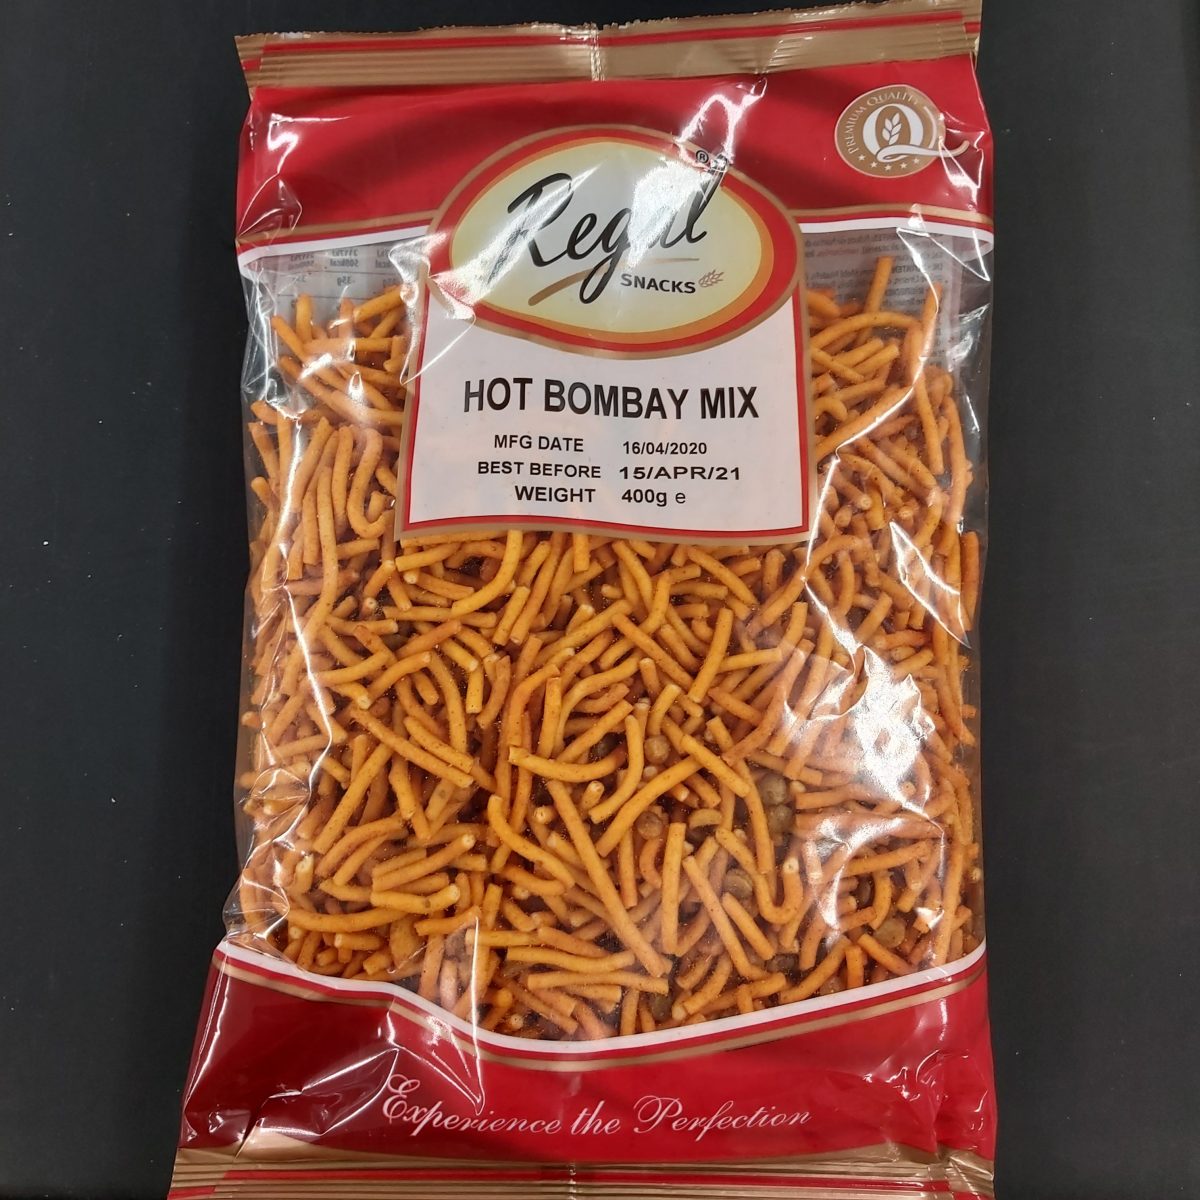 PREMIUM QUALITY
Regal®
SNACKS
HOT BOMBAY MIX
MFG DATE 16/04/2020
BEST BEFORE 15/APR/21
WEIGHT 400g e
Experience the Perfection